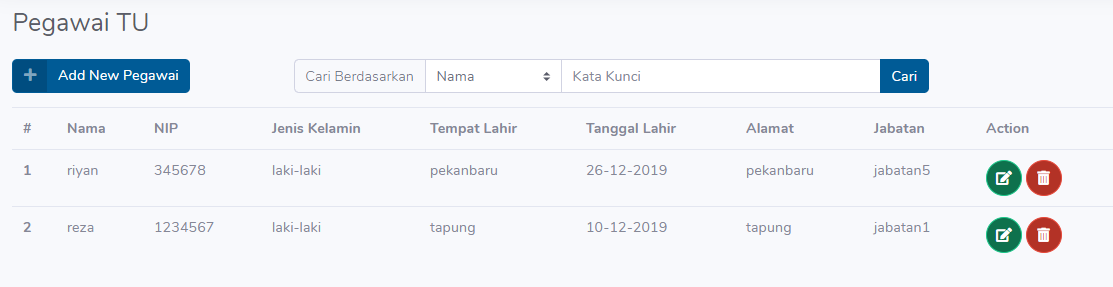 Pegawai TU
+ Add New Pegawai Cari Berdasarkan Nama Kata Kunci Cari
# Nama NIP Jenis Kelamin Tempat Lahir Tanggal Lahir Alamat Jabatan Action
1 riyan 345678 laki-laki pekanbaru 26-12-2019 pekanbaru jabatan5
2 reza 1234567 laki-laki tapung 10-12-2019 tapung jabatan1